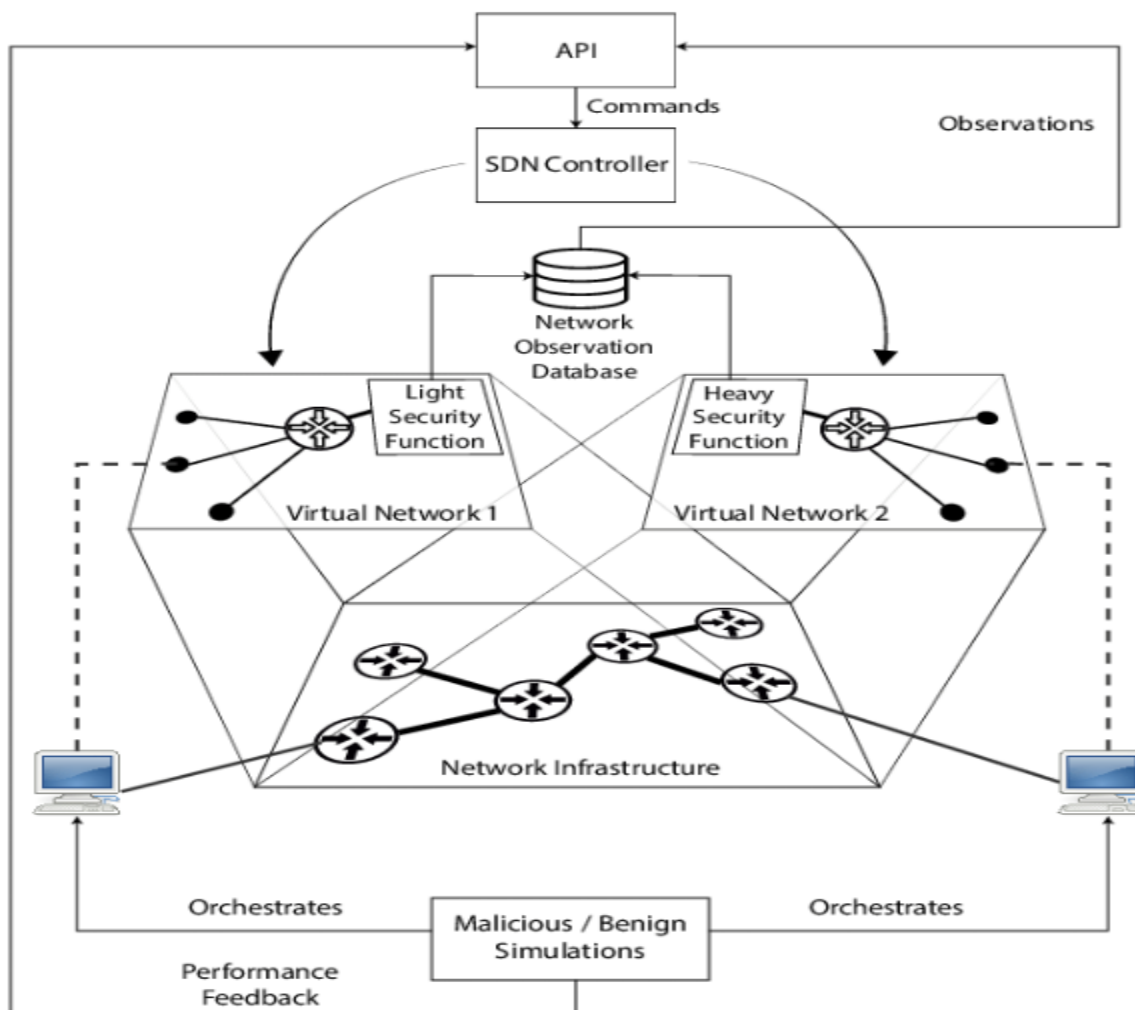 API
Commands
Observations
SDN Controller
Network
Observation
Database
Light
Security
Function
Heavy
Security
Function
Virtual Network 1
Virtual Network 2
Network Infrastructure
Orchestrates
Malicious / Benign
Simulations
Orchestrates
Performance
Feedback